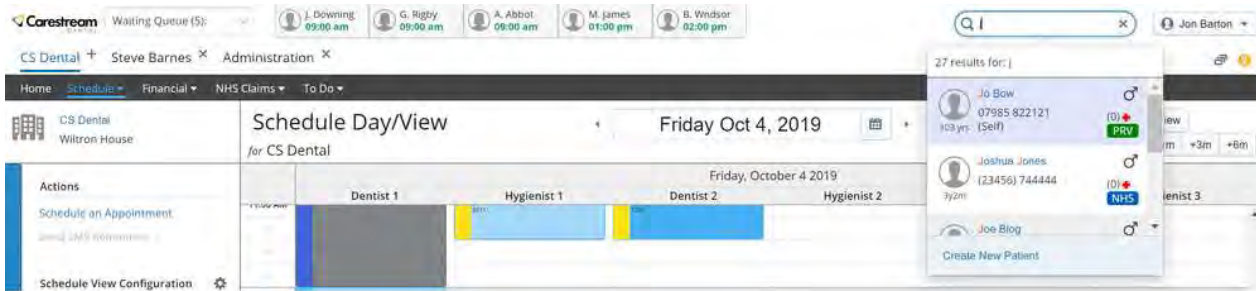 Carestream
DENTAL
Waiting Queue (5):
J. Downing
09:00 am
G. Rigby
09:00 am
A. Abbot
09:00 am
M. James
01:00 pm
B. Wndsor
02:00 pm
j
×
Jon Barton
CS Dental +
Steve Barnes ×
Administration ×
Home
Schedule
Financial
NHS Claims
To Do
CS Dental
Wiltron House
Schedule Day/View
for CS Dental
Friday Oct 4, 2019
+3m
+6m
Actions
Schedule an Appointment
Schedule View Configuration
Friday, October 4 2019
Dentist 1
Hygienist 1
Dentist 2
Hygienist 2
enist 3
27 results for: j
Jo Bow
07985 822121
103 yrs (Self)
(0)
PRV
Joshua Jones
(23456) 744444
3y2m
(0)
NHS
Joe Blog
Create New Patient